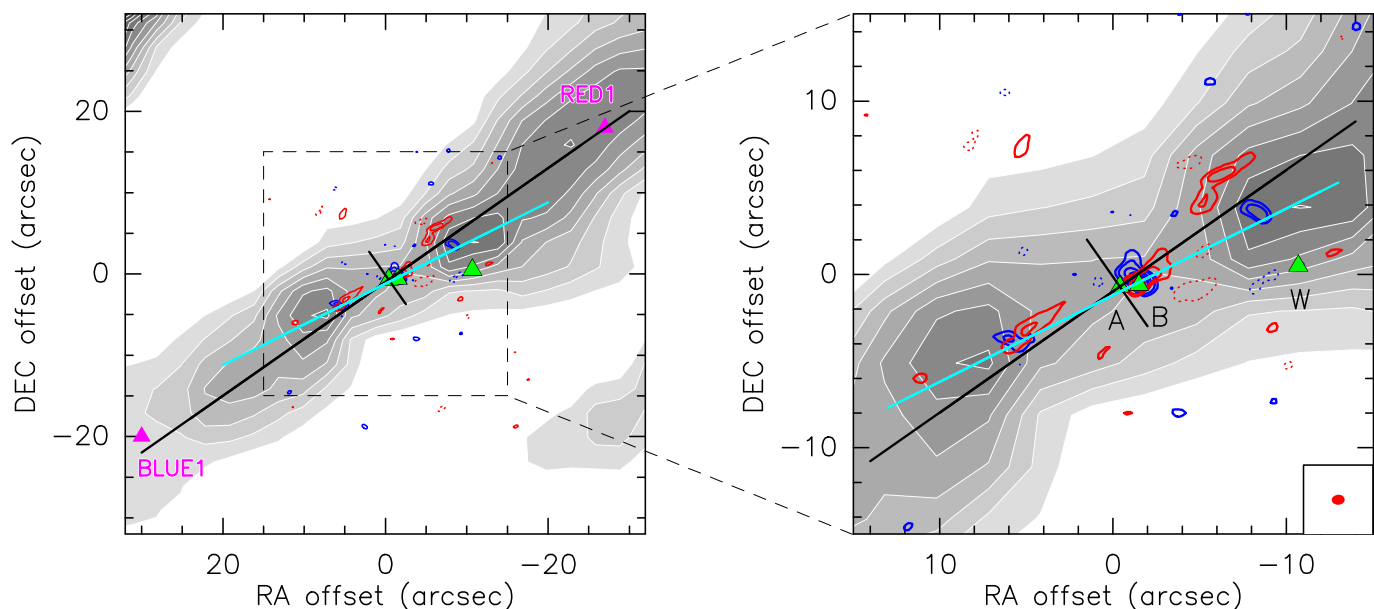 RED1
BLUE1
20
0
−20
20
0
−20
DEC offset (arcsec)
RA offset (arcsec)
A
B
W
10
0
−10
10
0
−10
DEC offset (arcsec)
RA offset (arcsec)